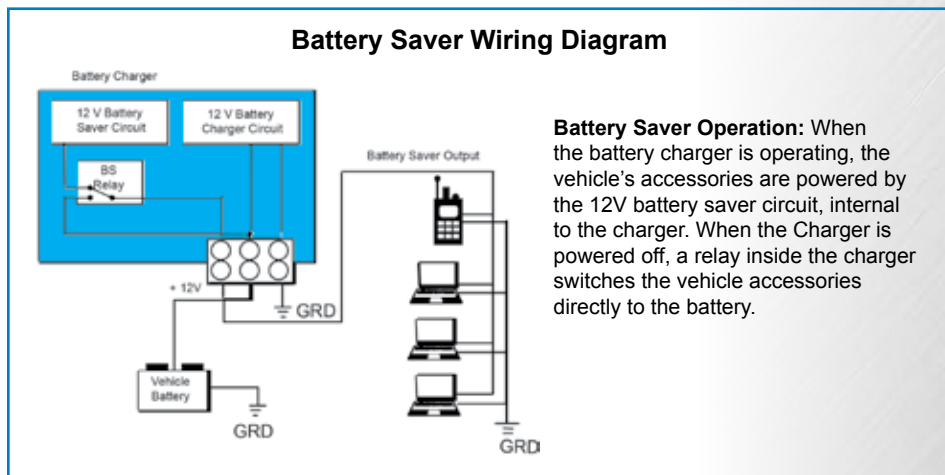 Battery Saver Wiring Diagram
Battery Charger
12 V Battery
Saver Circuit
12 V Battery
Charger Circuit
BS
Relay
Battery Saver Output
+ 12V
GRD
Vehicle
Battery
GRD
GRD
Battery Saver Operation: When
the battery charger is operating, the
vehicle's accessories are powered by
the 12V battery saver circuit, internal
to the charger. When the Charger is
powered off, a relay inside the charger
switches the vehicle accessories
directly to the battery.